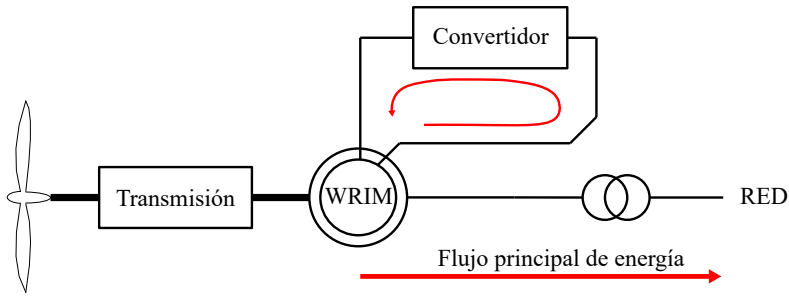 Convertidor
Transmisión
WRIM
RED
Flujo principal de energía